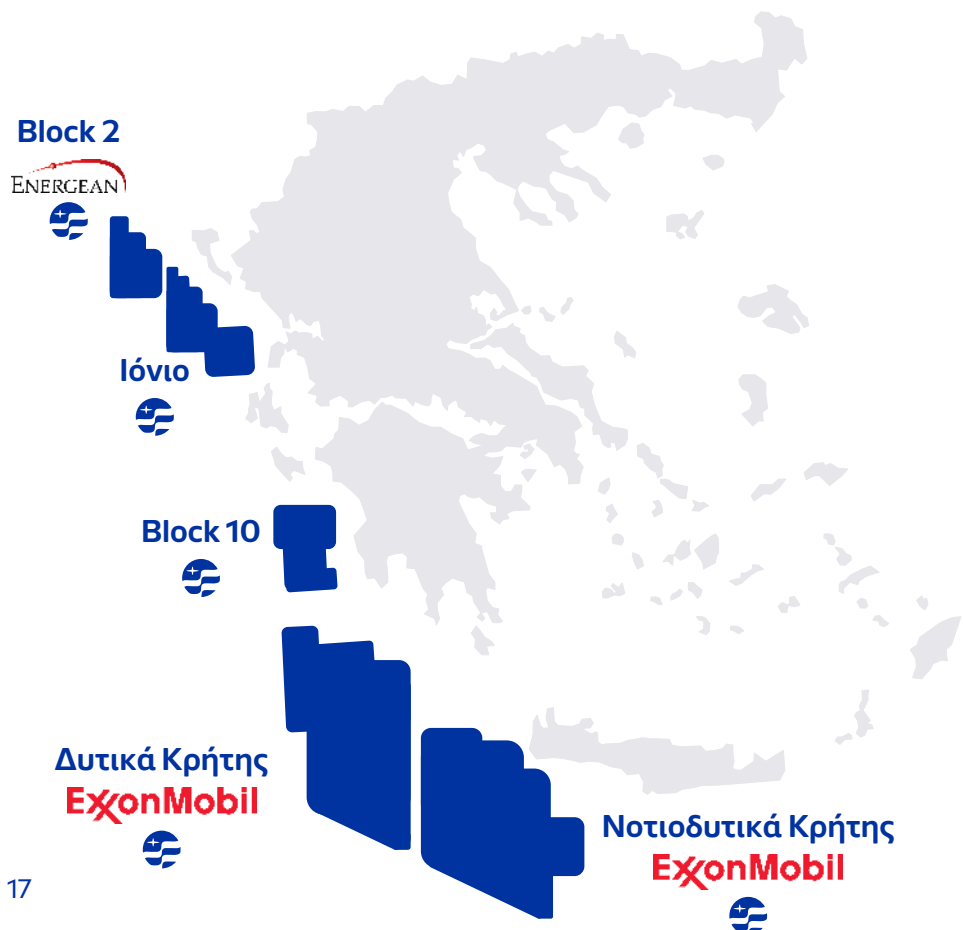 Block 2
ENERGEAN
Ιόνιο
Block 10
Δυτικά Κρήτης
ExxonMobil
Νοτιοδυτικά Κρήτης
ExxonMobil
17